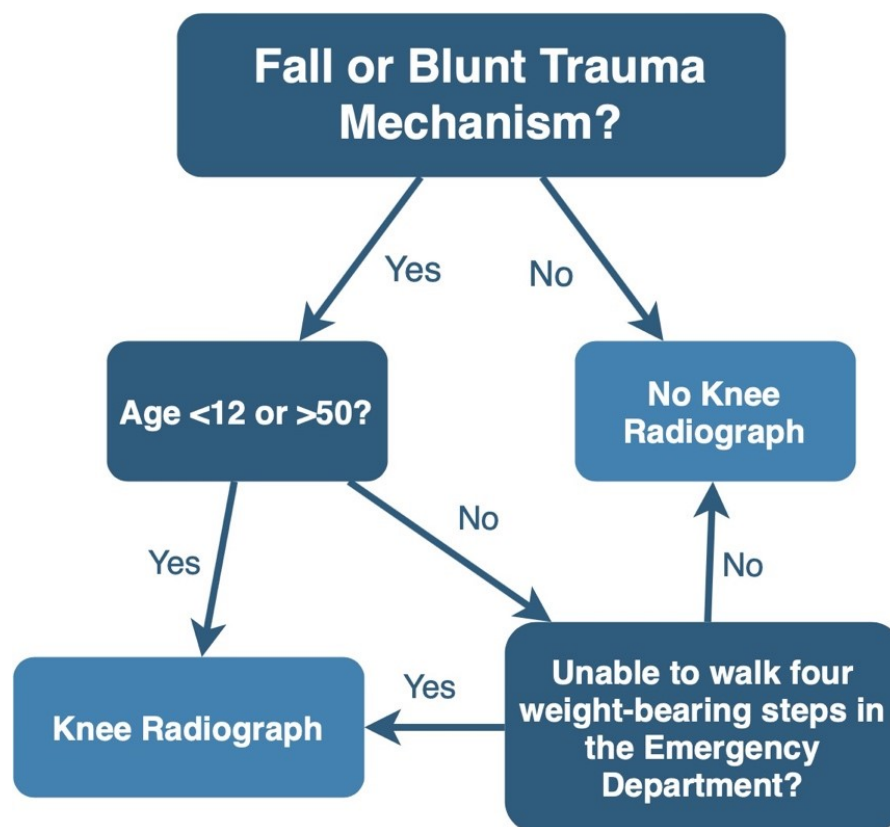 Fall or Blunt Trauma
Mechanism?
Yes
No
Age <12 or >50?
No Knee
Radiograph
Yes
No
No
Knee Radiograph
Yes
Unable to walk four
weight-bearing steps in
the Emergency
Department?